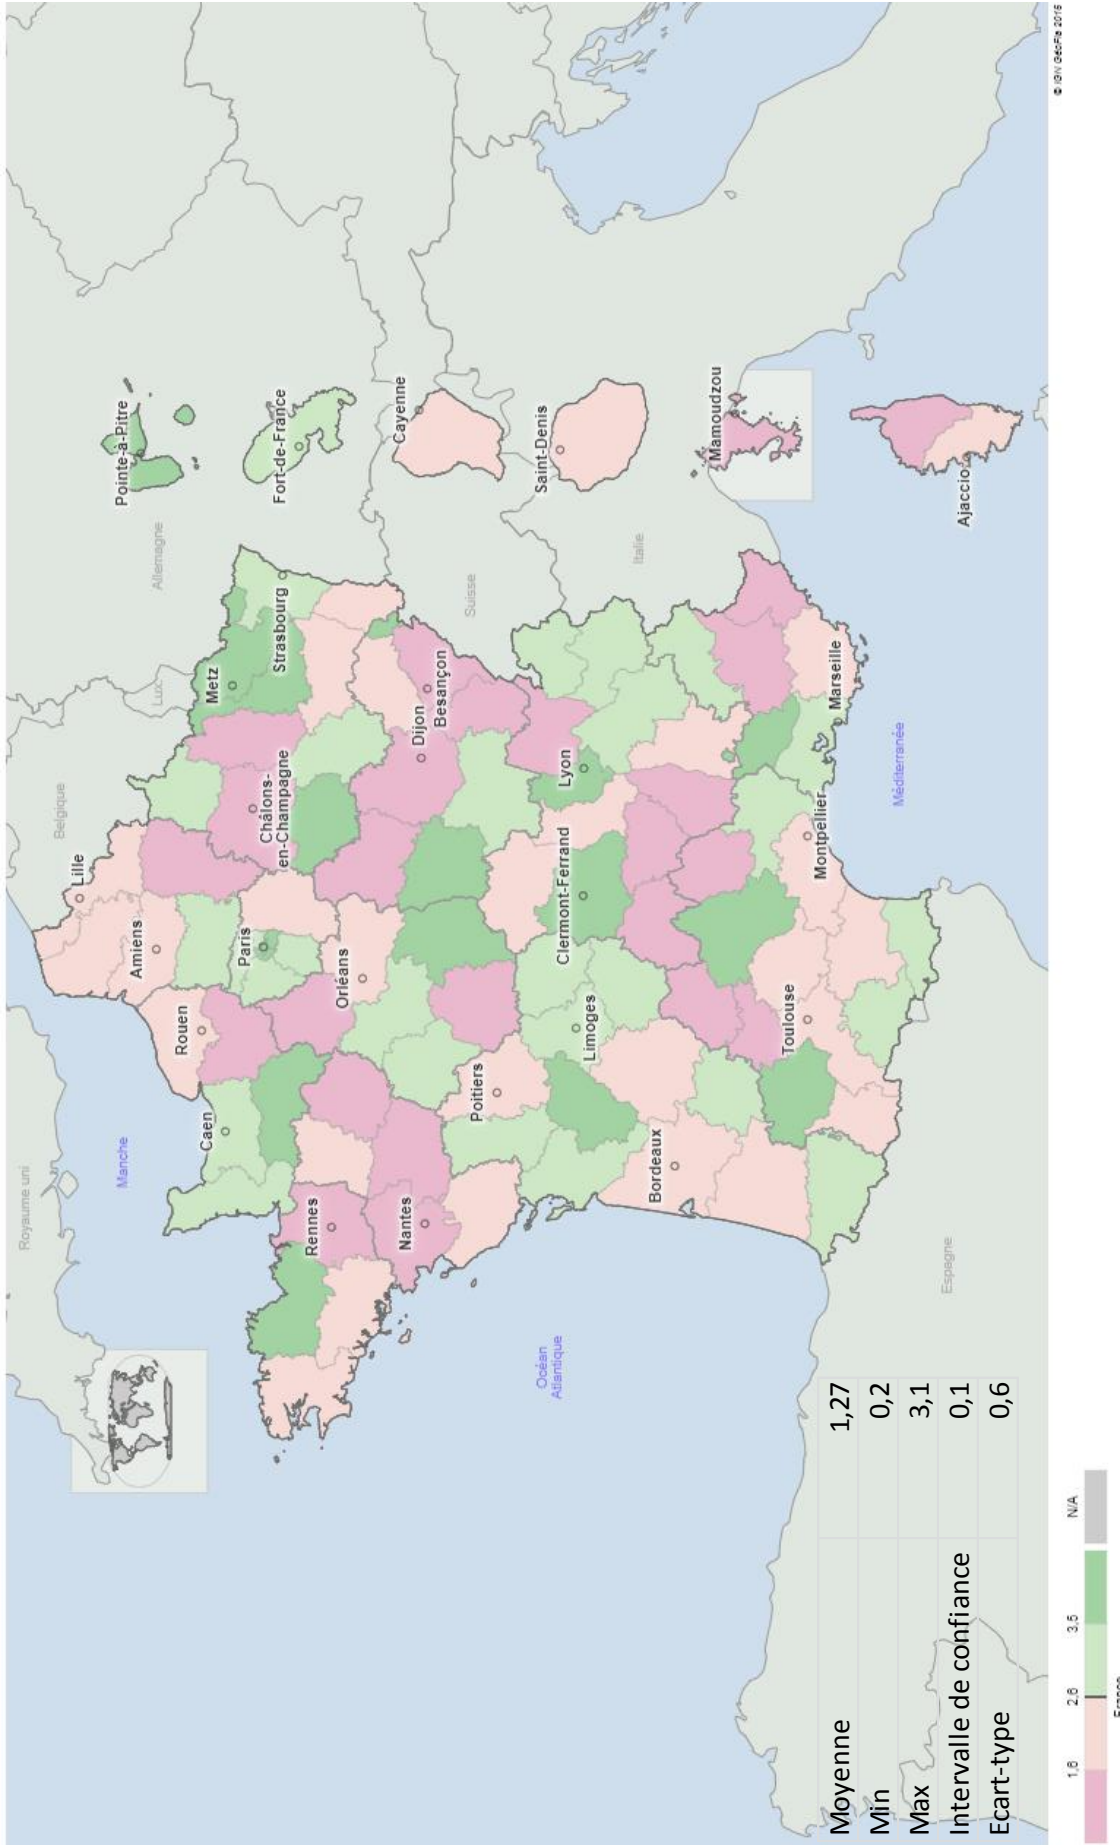 Royaume uni
Manche
Belgique
Lux.
Allemagne
Suisse
Italie
Espagne
Océan
Atlantique
Méditerranée
Lille
Amiens
Rouen
Caen
Paris
Metz
Strasbourg
Châlons-
en-Champagne
Rennes
Orléans
Nantes
Dijon
Besançon
Poitiers
Limoges
Clermont-Ferrand
Lyon
Bordeaux
Toulouse
Montpellier
Marseille
Ajaccio
Pointe-à-Pitre
Fort-de-France
Cayenne
Saint-Denis
Mamoudzou
Moyenne 1,27
Min 0,2
Max 3,1
Intervalle de confiance 0,1
Ecart-type 0,6
1,6 2,6 3,5 N/A
France
© IGN GéoFla 2015